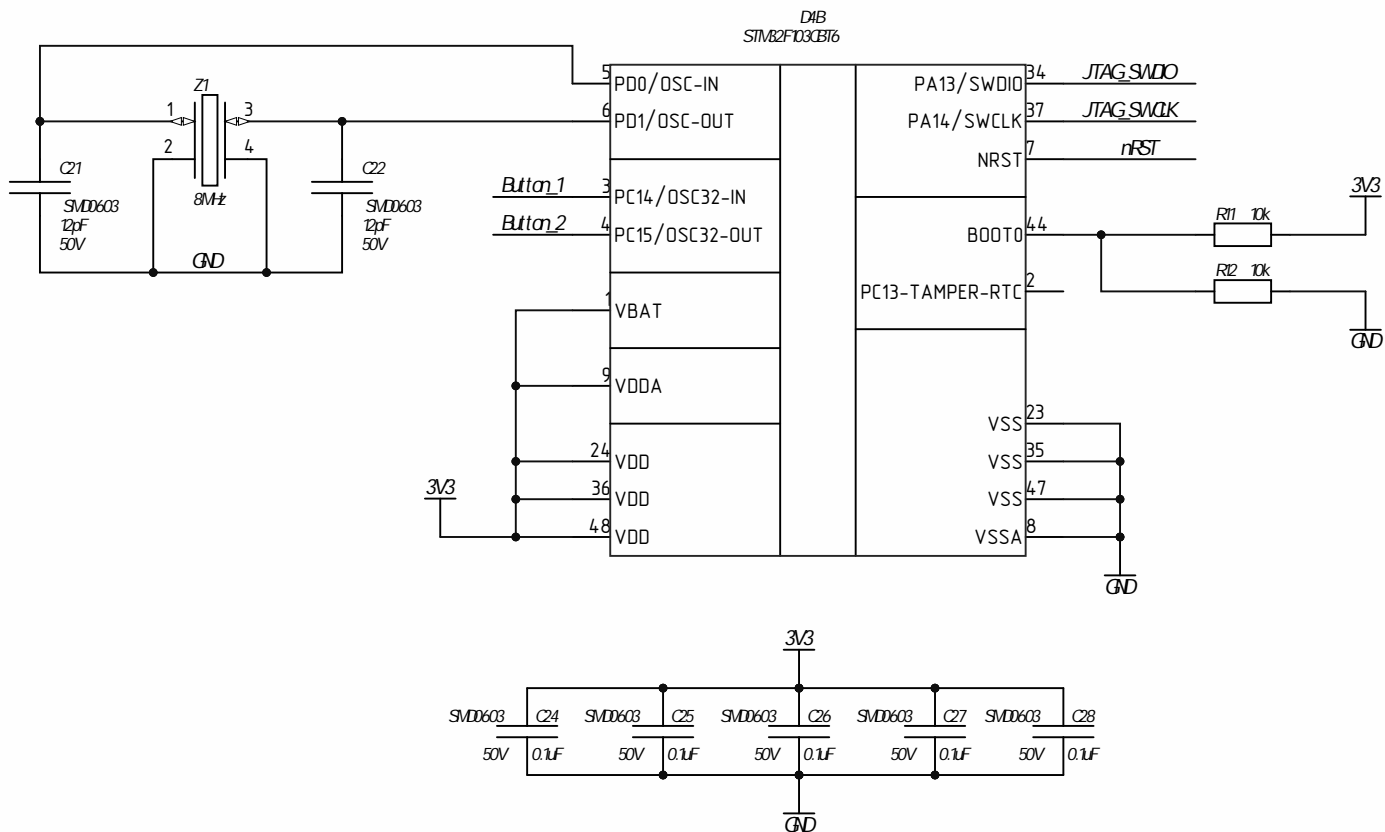 D4B
STM32F103CBT6
5 PD0/OSC-IN
PA13/SWDIO 34 JTAG_SWDIO
Z1
1 3
6 PD1/OSC-OUT
PA14/SWCLK 37 JTAG_SWCLK
2 4
NRST 7 nRST
C21
SMD0603
12pF
50V
8MHz
C22
SMD0603
12pF
50V
GND
Button_1 3 PC14/OSC32-IN
Button_2 4 PC15/OSC32-OUT
3V3
R11 10k
BOOT0 44
R12 10k
PC13-TAMPER-RTC 2
GND
1 VBAT
9 VDDA
VSS 23
24 VDD
VSS 35
3V3
36 VDD
VSS 47
48 VDD
VSSA 8
GND
3V3
SMD0603 C24 SMD0603 C25 SMD0603 C26 SMD0603 C27 SMD0603 C28
50V 0.1uF 50V 0.1uF 50V 0.1uF 50V 0.1uF 50V 0.1uF
GND